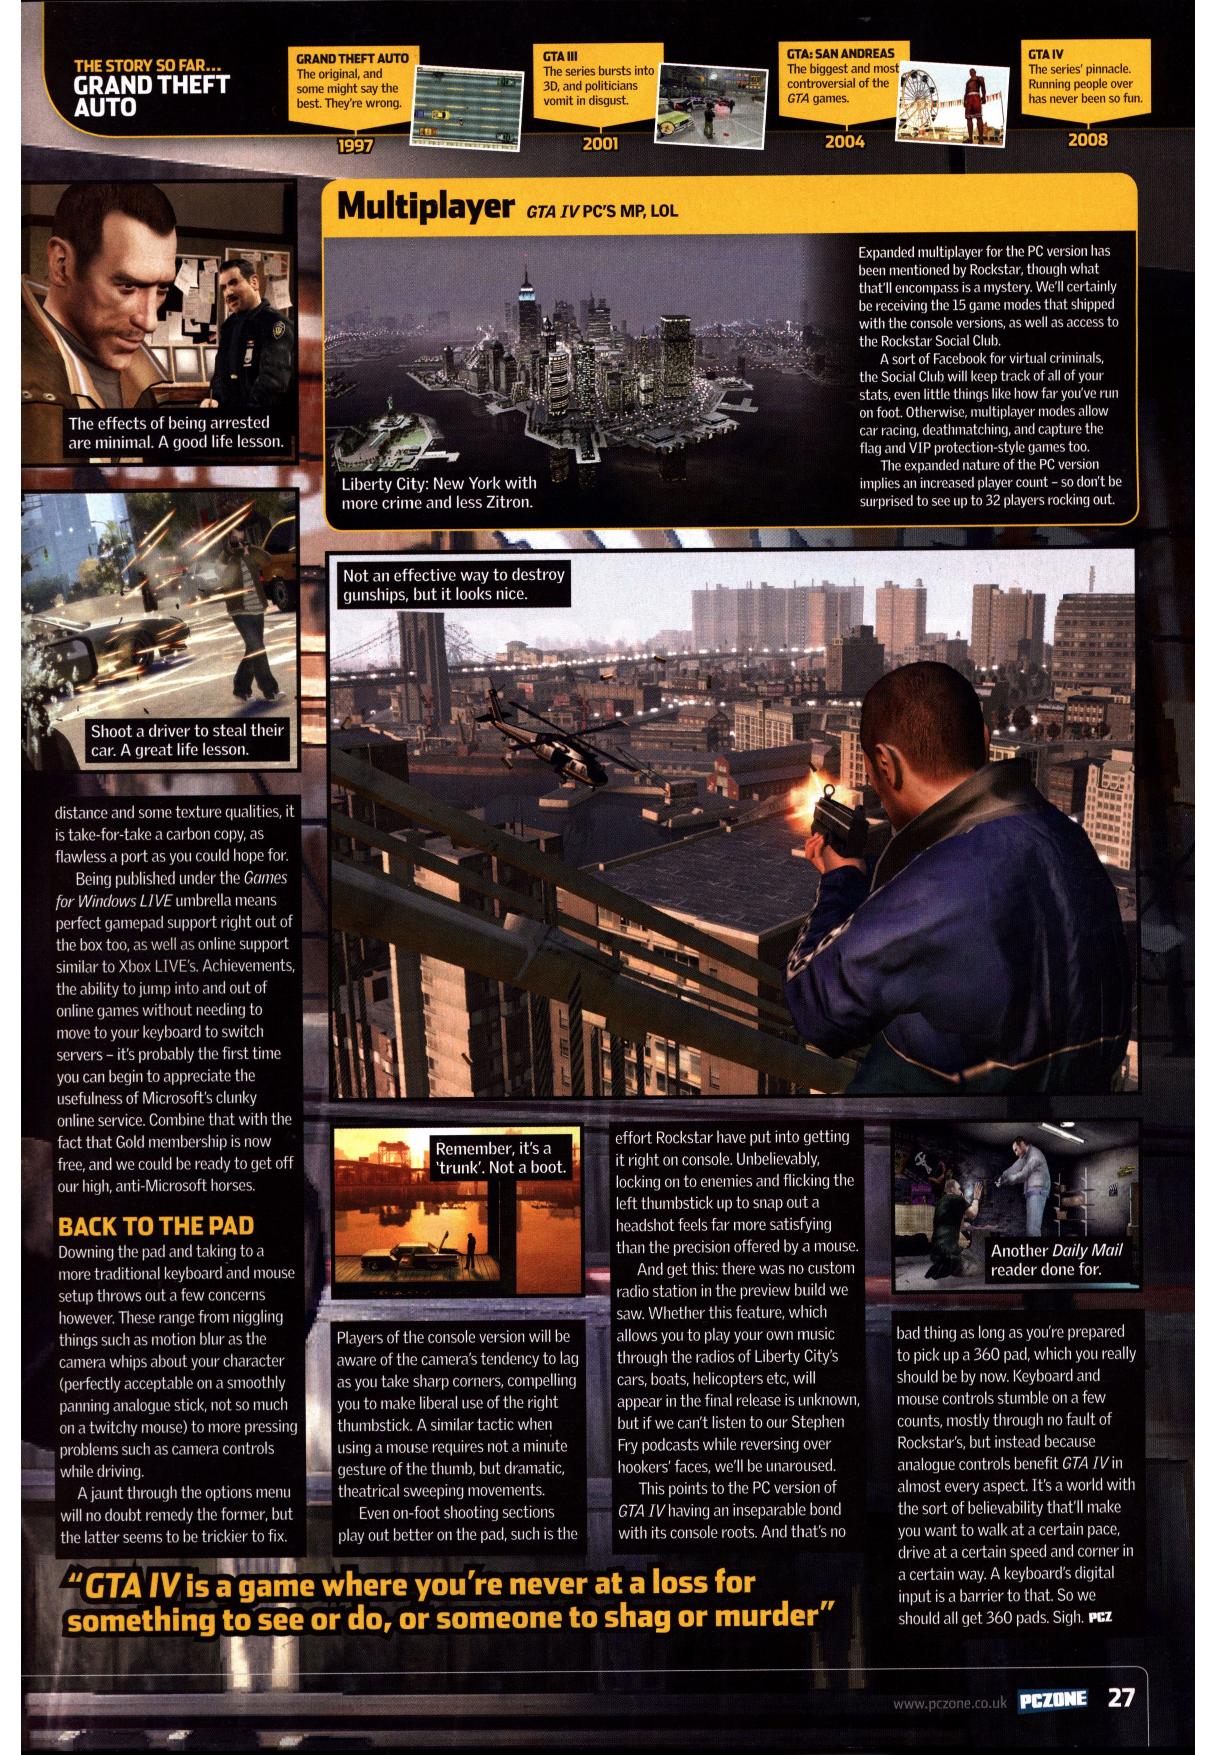 THE STORY SO FAR...
GRAND THEFT
AUTO
GRAND THEFT AUTO
The original, and
some might say the
best. They're wrong.
1997
GTA III
The series bursts into
3D, and politicians
vomit in disgust.
2001
GTA: SAN ANDREAS
The biggest and most
controversial of the
GTA games.
2004
GTA IV
The series' pinnacle.
Running people over
has never been so fun.
2008
The effects of being arrested
are minimal. A good life lesson.
Shoot a driver to steal their
car. A great life lesson.
Multiplayer GTA IV PC'S MP, LOL
Liberty City: New York with
more crime and less Zitron.
Expanded multiplayer for the PC version has
been mentioned by Rockstar, though what
that'll encompass is a mystery. We'll certainly
be receiving the 15 game modes that shipped
with the console versions, as well as access to
the Rockstar Social Club.
A sort of Facebook for virtual criminals,
the Social Club will keep track of all of your
stats, even little things like how far you've run
on foot. Otherwise, multiplayer modes allow
car racing, deathmatching, and capture the
flag and VIP protection-style games too.
The expanded nature of the PC version
implies an increased player count – so don't be
surprised to see up to 32 players rocking out.
Not an effective way to destroy
gunships, but it looks nice.
distance and some texture qualities, it
is take-for-take a carbon copy, as
flawless a port as you could hope for.
Being published under the Games
for Windows LIVE umbrella means
perfect gamepad support right out of
the box too, as well as online support
similar to Xbox LIVE's. Achievements,
the ability to jump into and out of
online games without needing to
move to your keyboard to switch
servers – it's probably the first time
you can begin to appreciate the
usefulness of Microsoft's clunky
online service. Combine that with the
fact that Gold membership is now
free, and we could be ready to get off
our high, anti-Microsoft horses.
BACK TO THE PAD
Downing the pad and taking to a
more traditional keyboard and mouse
setup throws out a few concerns
however. These range from niggling
things such as motion blur as the
camera whips about your character
(perfectly acceptable on a smoothly
panning analogue stick, not so much
on a twitchy mouse) to more pressing
problems such as camera controls
while driving.
A jaunt through the options menu
will no doubt remedy the former, but
the latter seems to be trickier to fix.
Remember, it's a
'trunk'. Not a boot.
Players of the console version will be
aware of the camera's tendency to lag
as you take sharp corners, compelling
you to make liberal use of the right
thumbstick. A similar tactic when
using a mouse requires not a minute
gesture of the thumb, but dramatic,
theatrical sweeping movements.
Even on-foot shooting sections
play out better on the pad, such is the
effort Rockstar have put into getting
it right on console. Unbelievably,
locking on to enemies and flicking the
left thumbstick up to snap out a
headshot feels far more satisfying
than the precision offered by a mouse.
And get this: there was no custom
radio station in the preview build we
saw. Whether this feature, which
allows you to play your own music
through the radios of Liberty City's
cars, boats, helicopters etc, will
appear in the final release is unknown,
but if we can't listen to our Stephen
Fry podcasts while reversing over
hookers' faces, we'll be unaroused.
This points to the PC version of
GTA IV having an inseparable bond
with its console roots. And that's no
Another Daily Mail
reader done for.
bad thing as long as you're prepared
to pick up a 360 pad, which you really
should be by now. Keyboard and
mouse controls stumble on a few
counts, mostly through no fault of
Rockstar's, but instead because
analogue controls benefit GTA IV in
almost every aspect. It's a world with
the sort of believability that'll make
you want to walk at a certain pace,
drive at a certain speed and corner in
a certain way. A keyboard's digital
input is a barrier to that. So we
should all get 360 pads. Sigh. PCZ
"GTA IV is a game where you're never at a loss for
something to see or do, or someone to shag or murder"
www.pczone.co.uk PCZONE 27